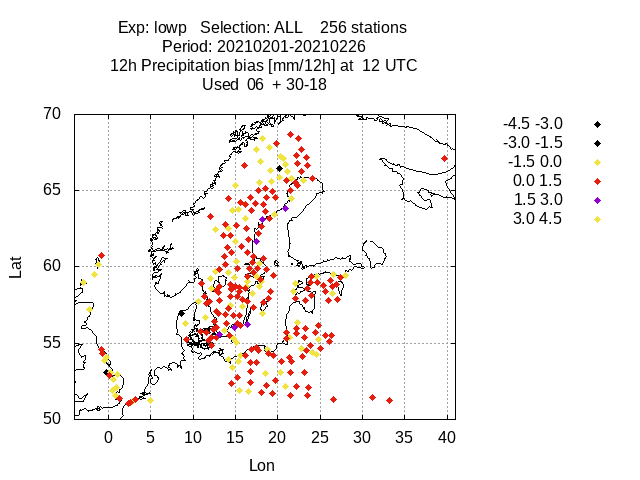 Exp: lowp   Selection: ALL    256 stations
Period: 20210201-20210226
12h Precipitation bias [mm/12h] at  12 UTC
Used  06  + 30-18
-4.5 -3.0
-3.0 -1.5
-1.5 0.0
0.0 1.5
1.5 3.0
3.0 4.5
70
65
60
55
50
Lat
0 5 10 15 20 25 30 35 40
Lon